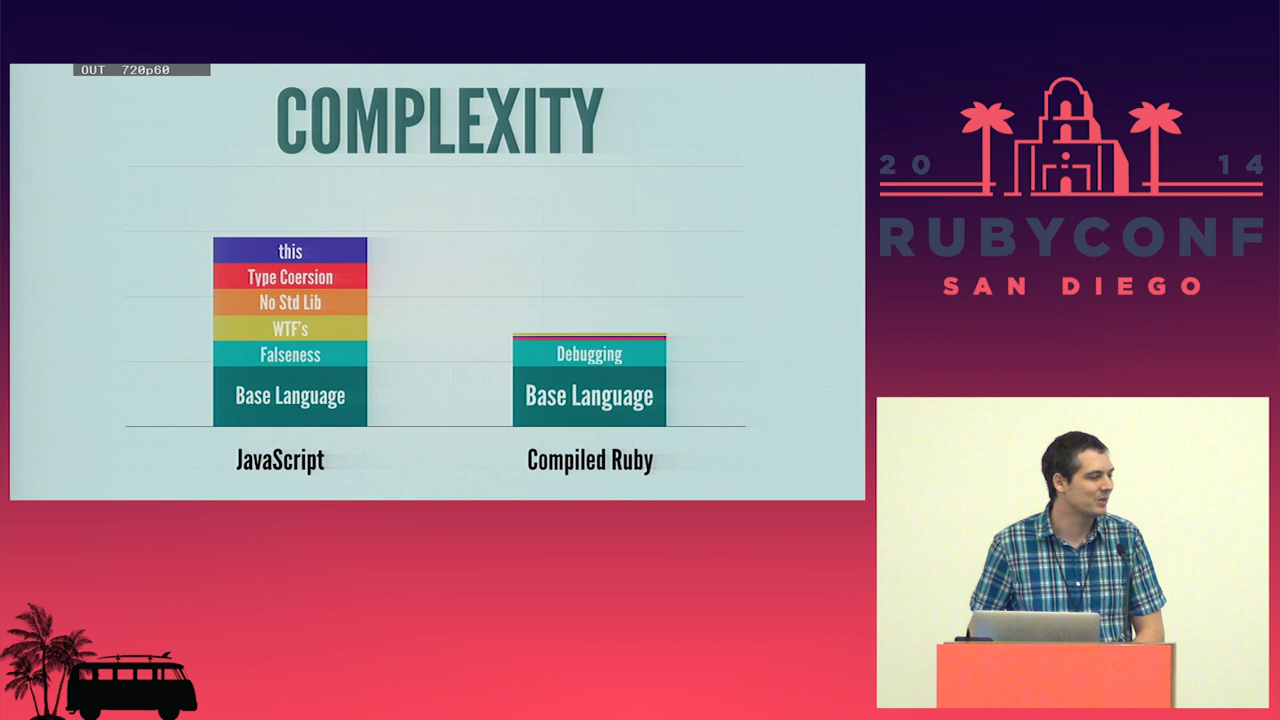 OUT 720p60
COMPLEXITY
this
Type Coersion
No Std Lib
WTF's
Falseness
Base Language
JavaScript
Debugging
Base Language
Compiled Ruby
20 14
RUBYCONF
SAN DIEGO